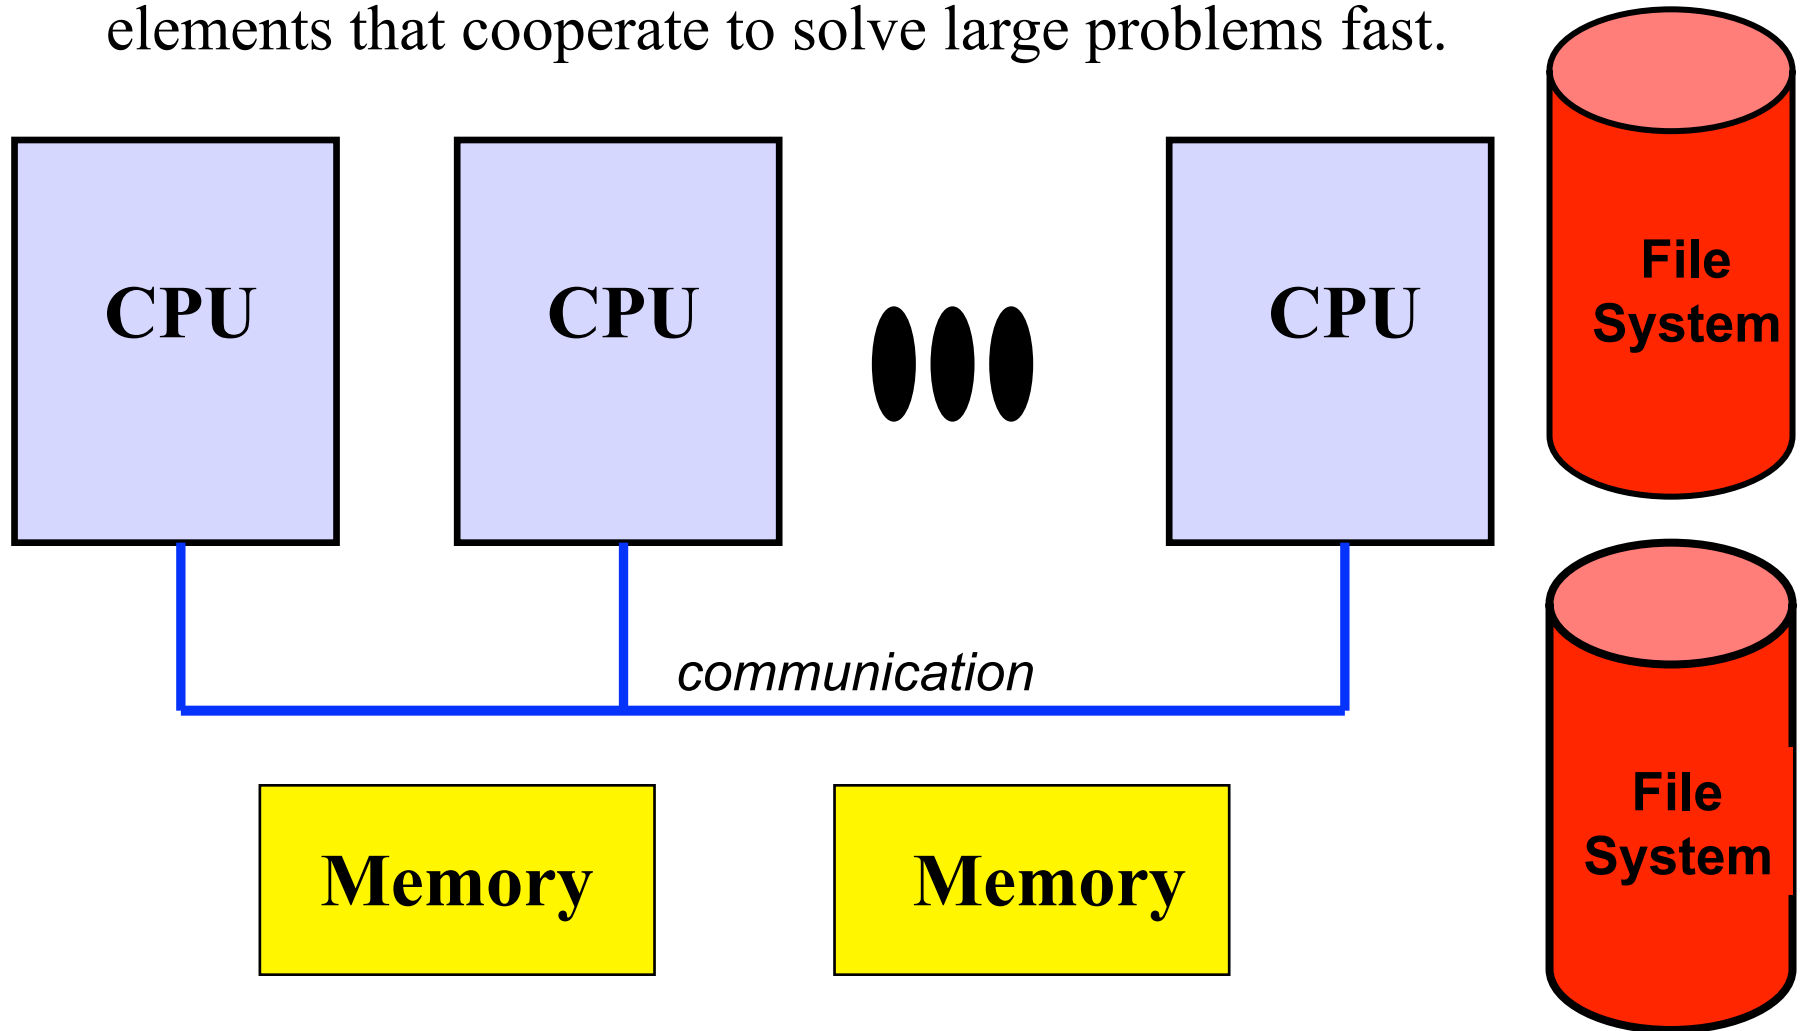 elements that cooperate to solve large problems fast.
CPU
CPU
CPU
File
System
communication
Memory
Memory
File
System